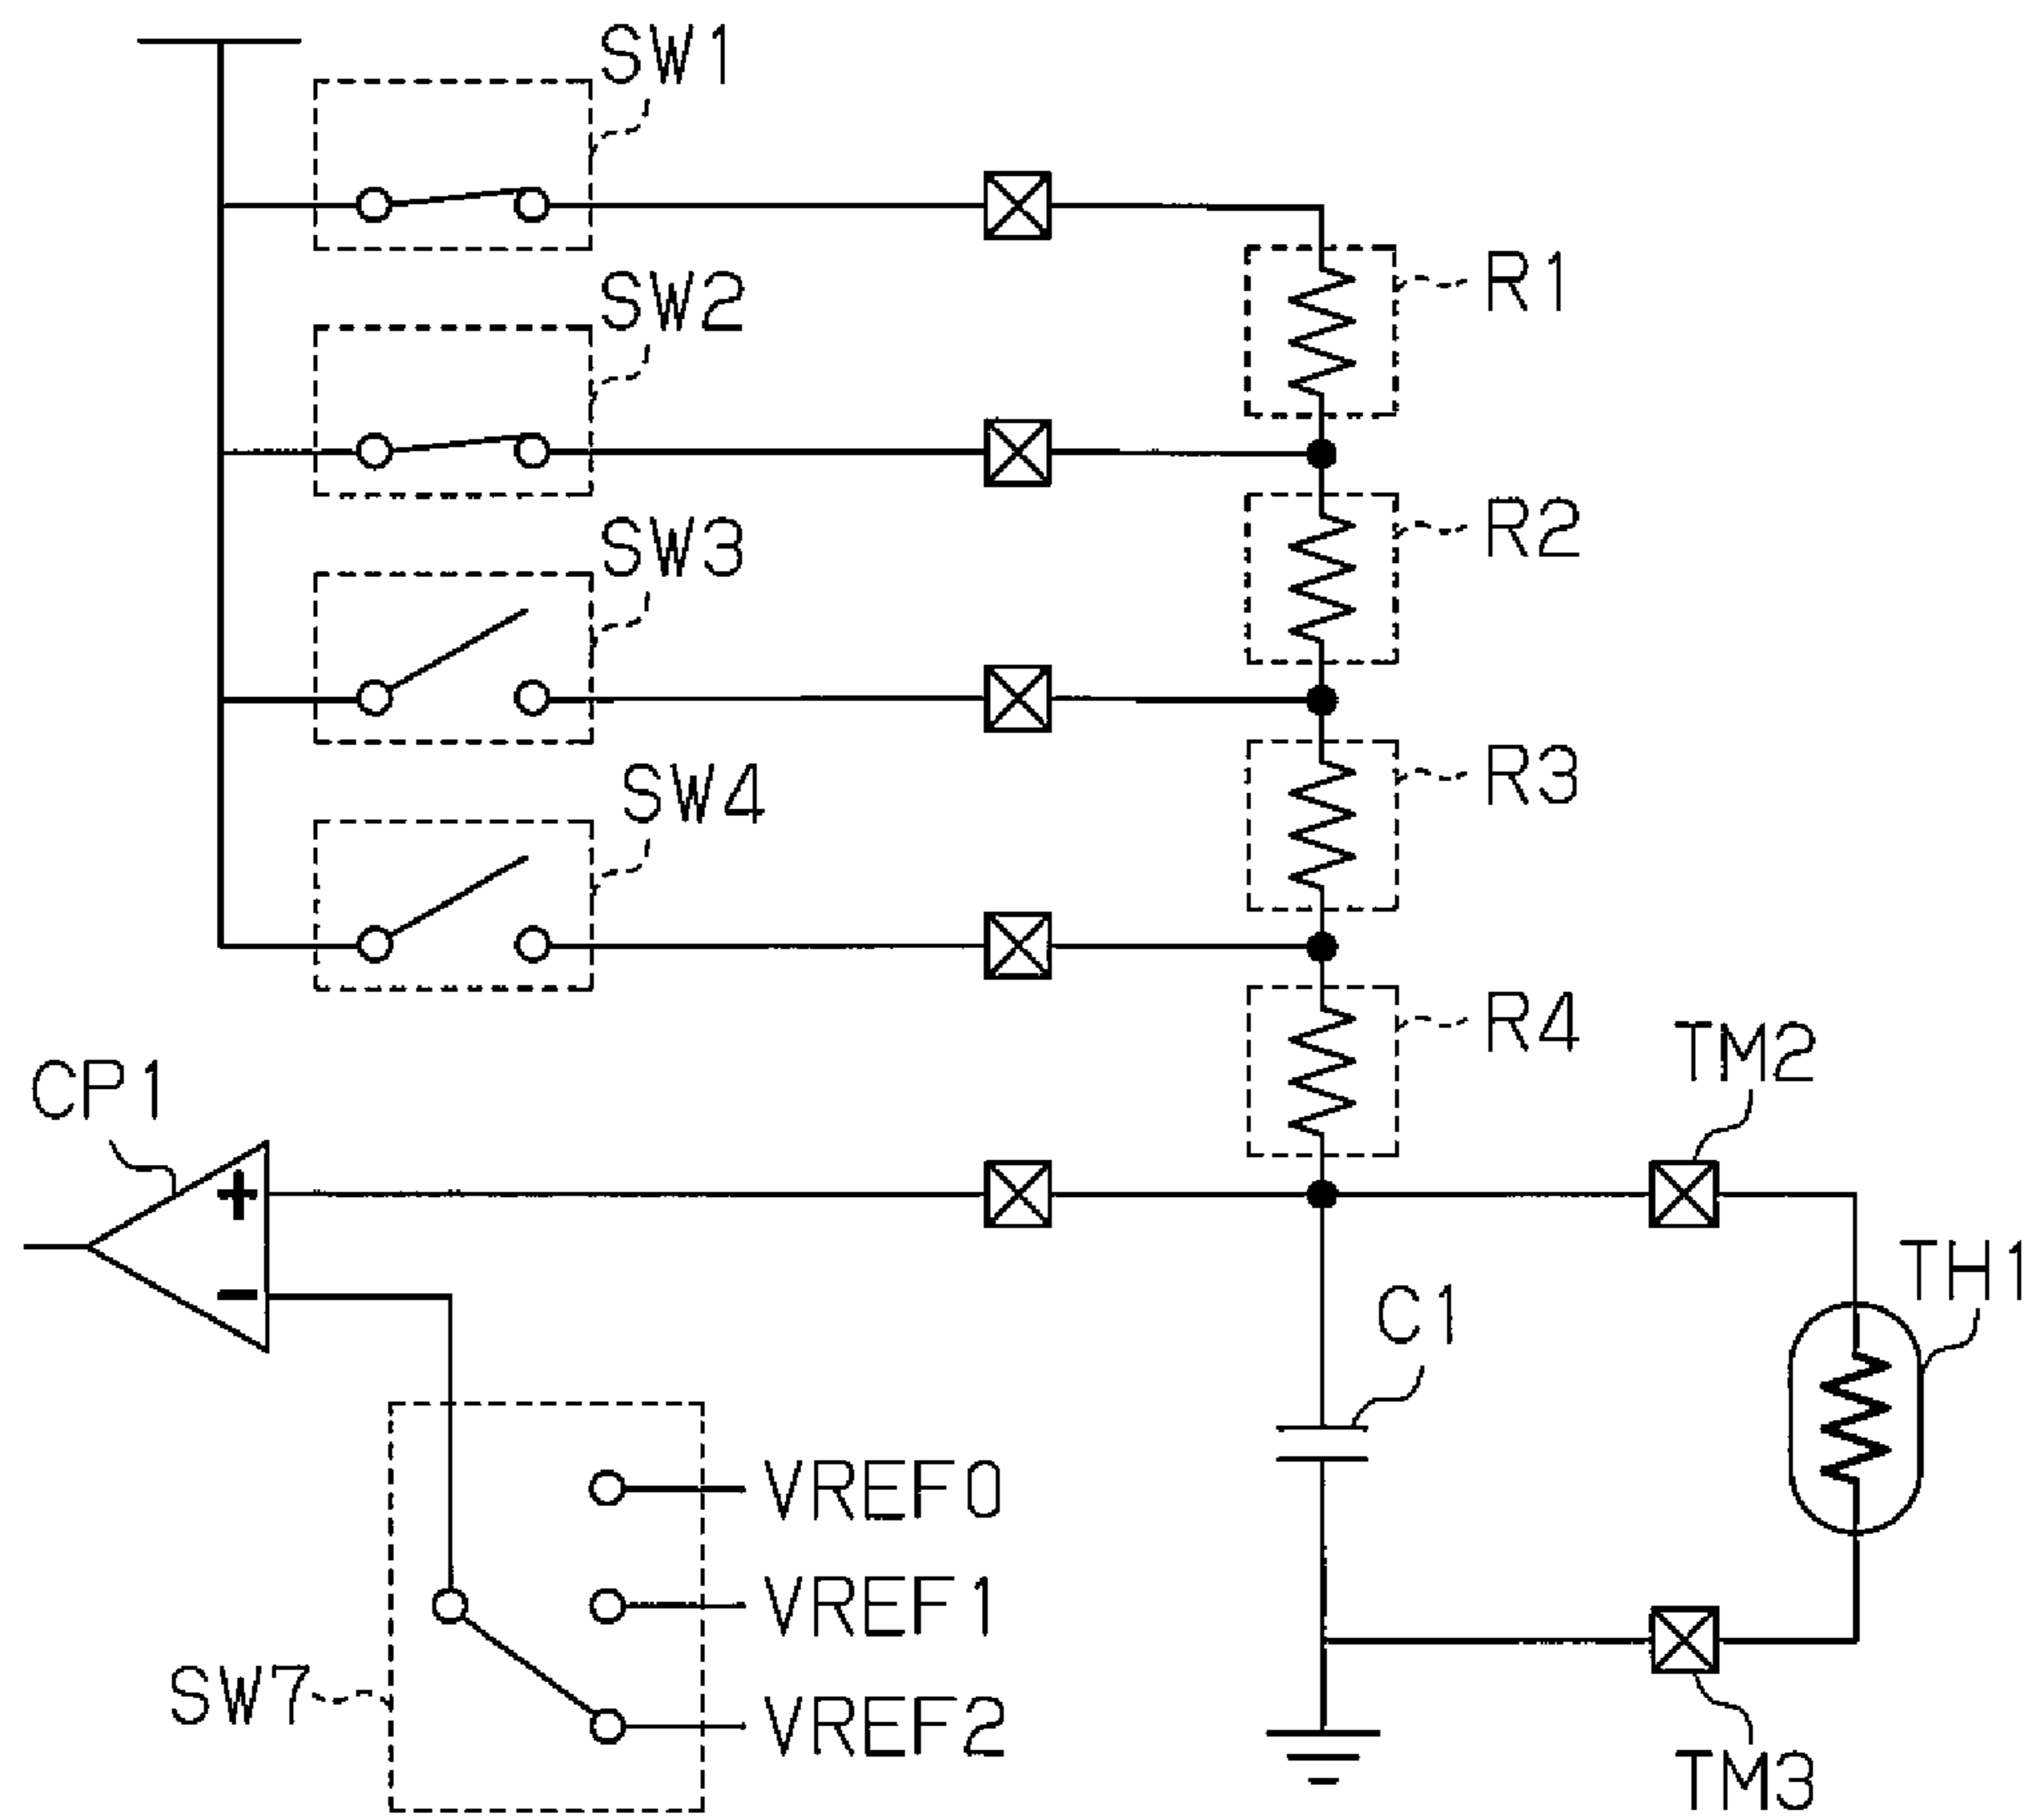 SW1
SW2
R1
SW3
R2
SW4
R3
R4
CP1
TM2
+
−
TH1
C1
VREF0
VREF1
SW7
VREF2
TM3